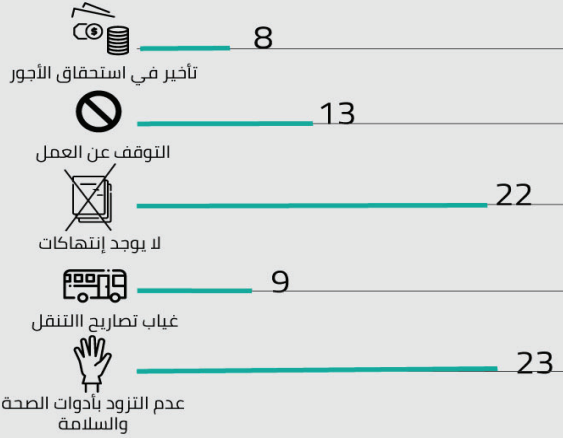 8
تأخير في استحقاق الأجور
13
التوقف عن العمل
22
لا يوجد إنتهاكات
9
غياب تصاريح االتنقل
23
عدم التزود بأدوات الصحة
والسلامة